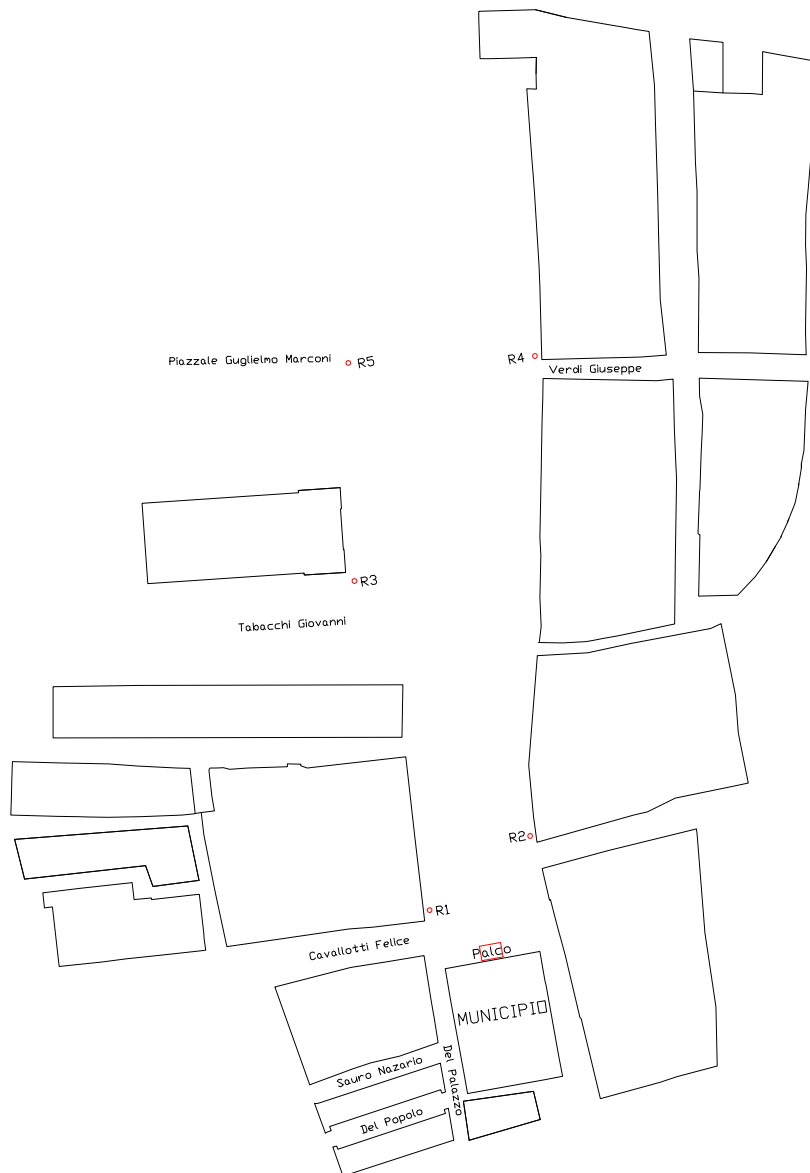 Piazzale Guglielmo Marconi
R5
R4
Verdi Giuseppe
R3
Tabacchi Giovanni
R2
R1
Cavallotti Felice
Palco
MUNICIPIO
Sauro Nazario
Del Palazzo
Del Popolo